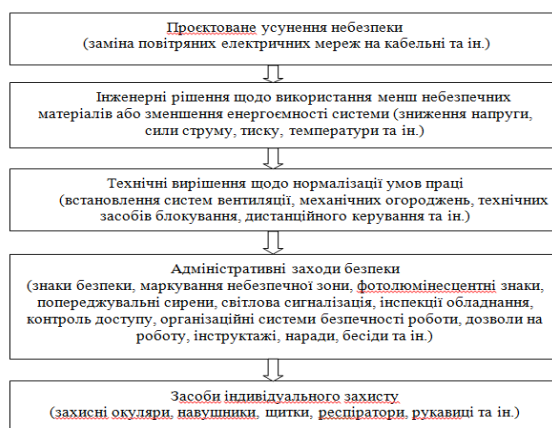 Проєктоване усунення небезпеки
(заміна повітряних електричних мереж на кабельні та ін.)
Інженерні рішення щодо використання менш небезпечних
матеріалів або зменшення енергоємності системи (зниження напруги,
сили струму, тиску, температури та ін.)
Технічні вирішення щодо нормалізації умов праці
(встановлення систем вентиляції, механічних огороджень, технічних
засобів блокування, дистанційного керування та ін.)
Адміністративні заходи безпеки
(знаки безпеки, маркування небезпечної зони, фотолюмінесцентні знаки,
попереджувальні сирени, світлова сигналізація, інспекції обладнання,
контроль доступу, організаційні системи безпечності роботи, дозволи на
роботу, інструктажі, наради, бесіди та ін.)
Засоби індивідуального захисту
(захисні окуляри, навушники, щитки, респіратори, рукавиці та ін.)